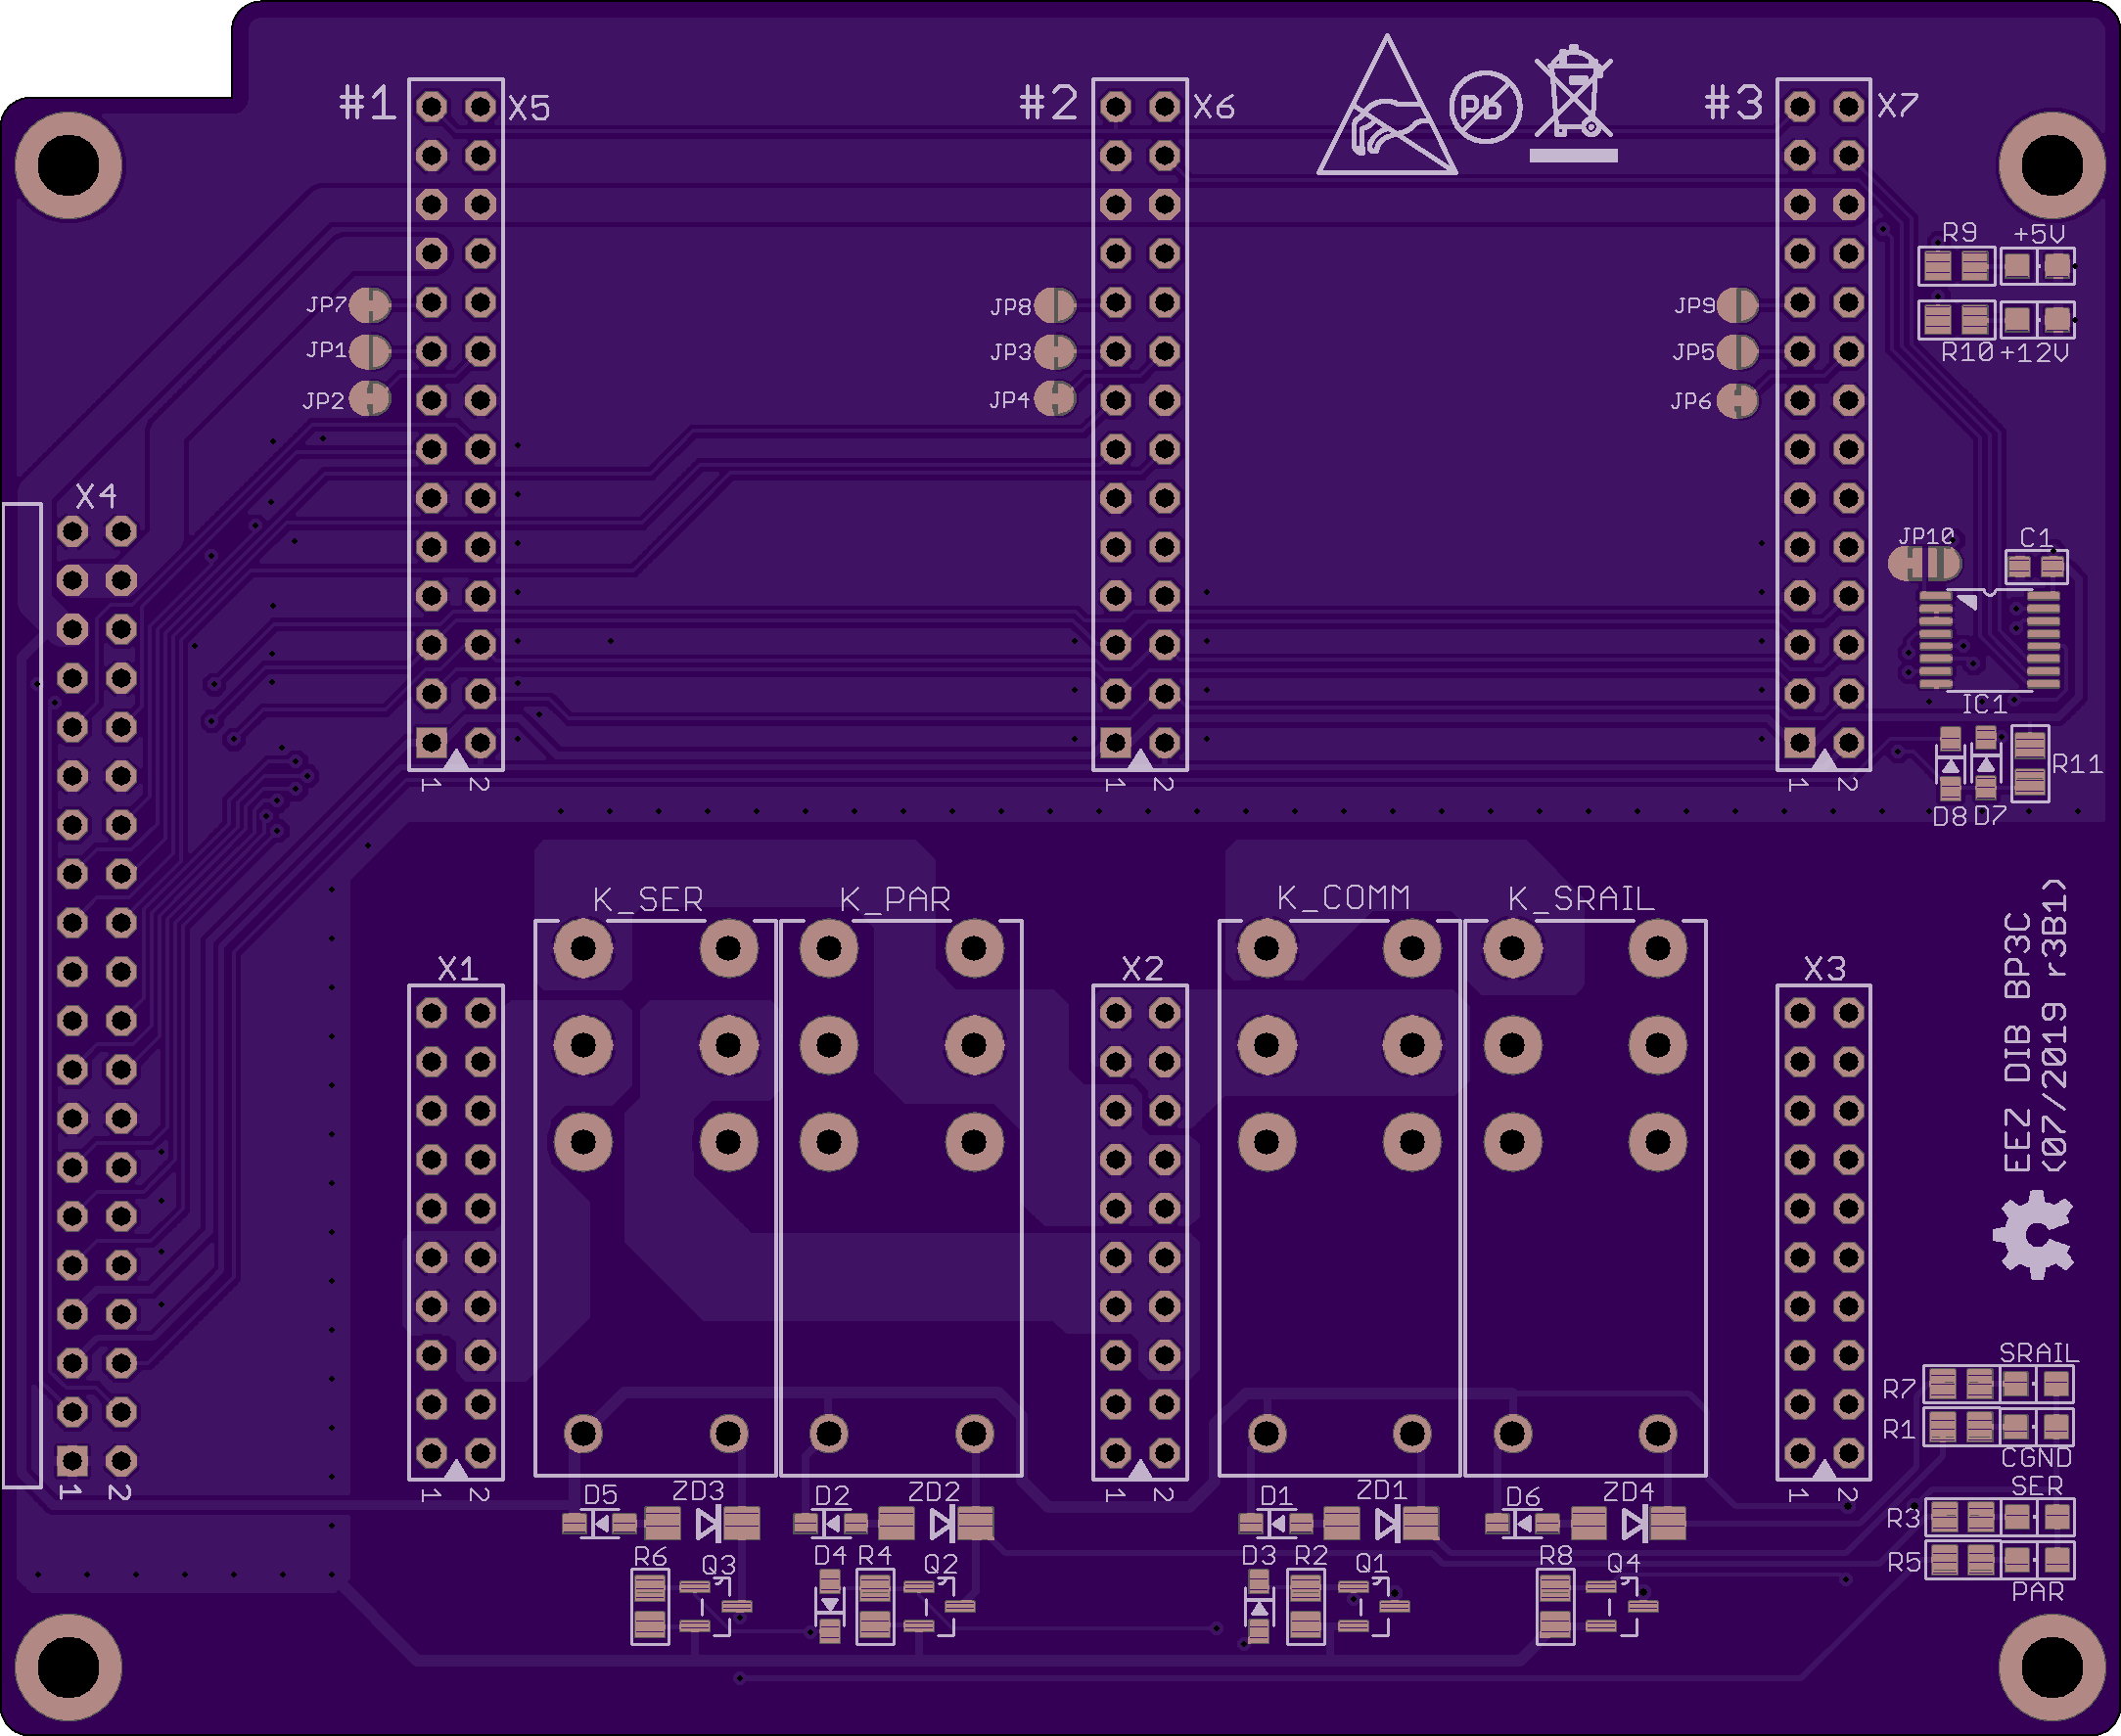 #1 X5
#2 X6
Pb
#3 X7
R9 +5V
R10 +12V
JP7
JP1
JP2
JP8
JP3
JP4
JP9
JP5
JP6
X4
JP10 C1
IC1
R11
D8 D7
1 2
1 2
1 2
K_SER
K_PAR
K_COMM
K_SRAIL
X1
X2
X3
EEZ DIB BP3C
(07/2019 r3B1)
SRAIL
R7
R1
CGND
SER
R3
R5
PAR
1 2
1 2
1 2
1 2
D5 ZD3
D2 ZD2
D1 ZD1
D6 ZD4
R6 Q3
D4 R4 Q2
D3 R2 Q1
R8 Q4